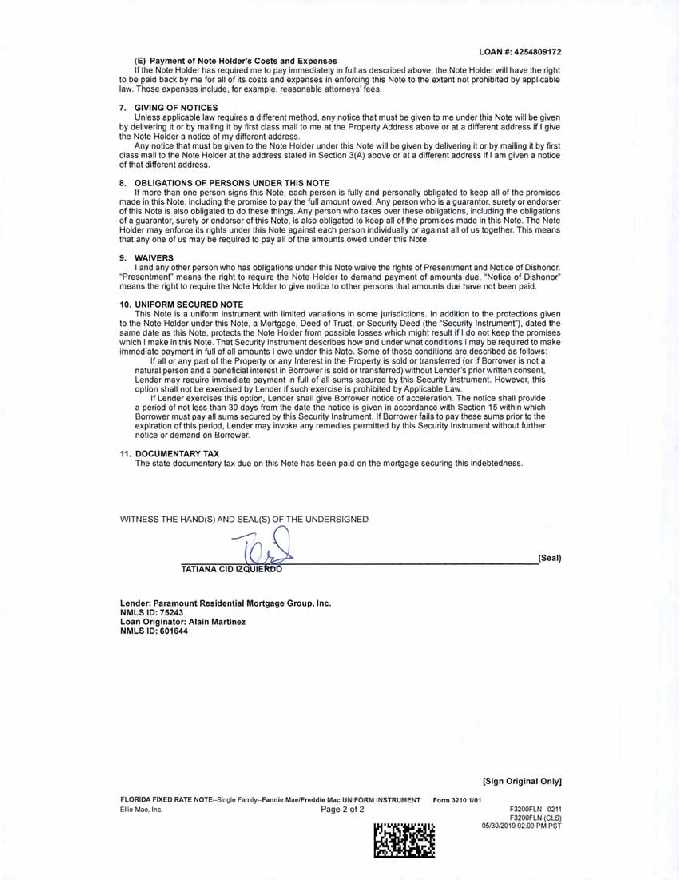 LOAN #: 4254809172
(E) Payment of Note Holder's Costs and Expenses
If the Note Holder has required me to pay immediately in full as described above, the Note Holder will have the right
to be paid back by me for all of its costs and expenses in enforcing this Note to the extent not prohibited by applicable
law. Those expenses include, for example, reasonable attorneys' fees.
7. GIVING OF NOTICES
Unless applicable law requires a different method, any notice that must be given to me under this Note will be given
by delivering it or by mailing it by first class mail to me at the Property Address above or at a different address if I give
the Note Holder a notice of my different address.
Any notice that must be given to the Note Holder under this Note will be given by delivering it or by mailing it by first
class mail to the Note Holder at the address stated in Section 3(A) above or at a different address if I am given a notice
of that different address.
8. OBLIGATIONS OF PERSONS UNDER THIS NOTE
If more than one person signs this Note, each person is fully and personally obligated to keep all of the promises
made in this Note, including the promise to pay the full amount owed. Any person who is a guarantor, surety or endorser
of this Note is also obligated to do these things. Any person who takes over these obligations, including the obligations
of a guarantor, surety or endorser of this Note, is also obligated to keep all of the promises made in this Note. The Note
Holder may enforce its rights under this Note against each person individually or against all of us together. This means
that any one of us may be required to pay all of the amounts owed under this Note
9. WAIVERS
I and any other person who has obligations under this Note waive the rights of Presentment and Notice of Dishonor.
"Presentment" means the right to require the Note Holder to demand payment of amounts due. "Notice of Dishonor"
means the right to require the Note Holder to give notice to other persons that amounts due have not been paid.
10. UNIFORM SECURED NOTE
This Note is a uniform instrument with limited variations in some jurisdictions. In addition to the protections given
to the Note Holder under this Note, a Mortgage, Deed of Trust, or Security Deed (the "Security Instrument"), dated the
same date as this Note, protects the Note Holder from possible losses which might result if I do not keep the promises
which I make in this Note. That Security Instrument describes how and under what conditions I may be required to make
immediate payment in full of all amounts I owe under this Note. Some of those conditions are described as follows:
If all or any part of the Property or any Interest in the Property is sold or transferred (or if Borrower is not a
natural person and a beneficial interest in Borrower is sold or transferred) without Lender's prior written consent,
Lender may require immediate payment in full of all sums secured by this Security Instrument. However, this
option shall not be exercised by Lender if such exercise is prohibited by Applicable Law.
If Lender exercises this option, Lender shall give Borrower notice of acceleration. The notice shall provide
a period of not less than 30 days from the date the notice is given in accordance with Section 15 within which
Borrower must pay all sums secured by this Security Instrument. If Borrower fails to pay these sums prior to the
expiration of this period, Lender may invoke any remedies permitted by this Security Instrument without further
notice or demand on Borrower.
11. DOCUMENTARY TAX
The state documentary tax due on this Note has been paid on the mortgage securing this indebtedness.
WITNESS THE HAND(S) AND SEAL(S) OF THE UNDERSIGNED
(Seal)
TATIANA CID IZQUIERDO
Lender: Paramount Residential Mortgage Group, Inc.
NMLS ID: 75243
Loan Originator: Alain Martinez
NMLS ID: 601644
[Sign Original Only]
FLORIDA FIXED RATE NOTE--Single Family--Fannie Mae/Freddie Mac UNIFORM INSTRUMENT Form 3210 1/01
Ellie Mae, Inc. Page 2 of 2 F3200FLN 0211
F3200FLN (CLS)
05/30/2019 02:03 PM PST